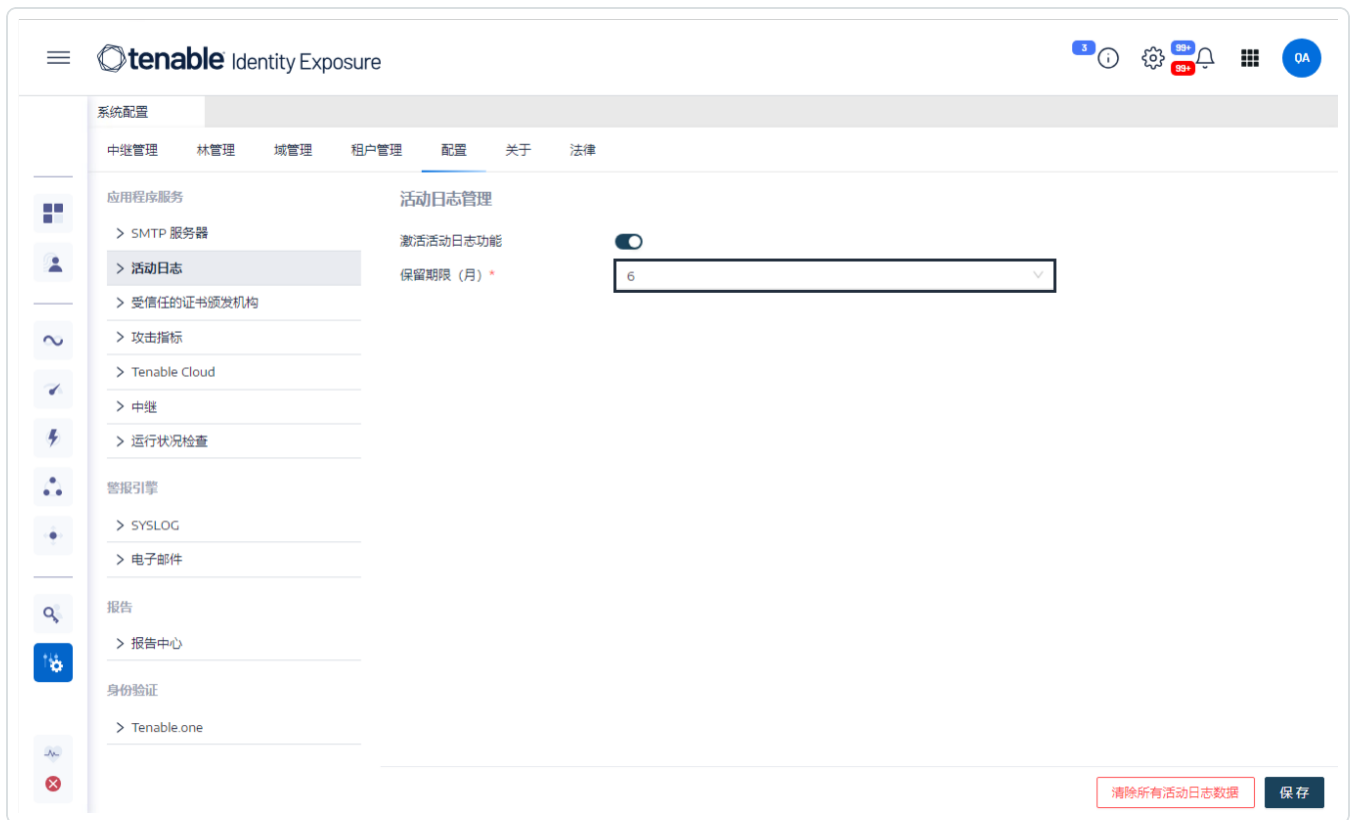 tenable Identity Exposure
3
99+
99+
QA
系统配置
中继管理 林管理 域管理 租户管理 配置 关于 法律
应用程序服务
SMTP 服务器
活动日志
受信任的证书颁发机构
攻击指标
Tenable Cloud
中继
运行状况检查
警报引擎
SYSLOG
电子邮件
报告
报告中心
身份验证
Tenable.one
活动日志管理
激活活动日志功能
保留期限（月）*
6
清除所有活动日志数据
保存